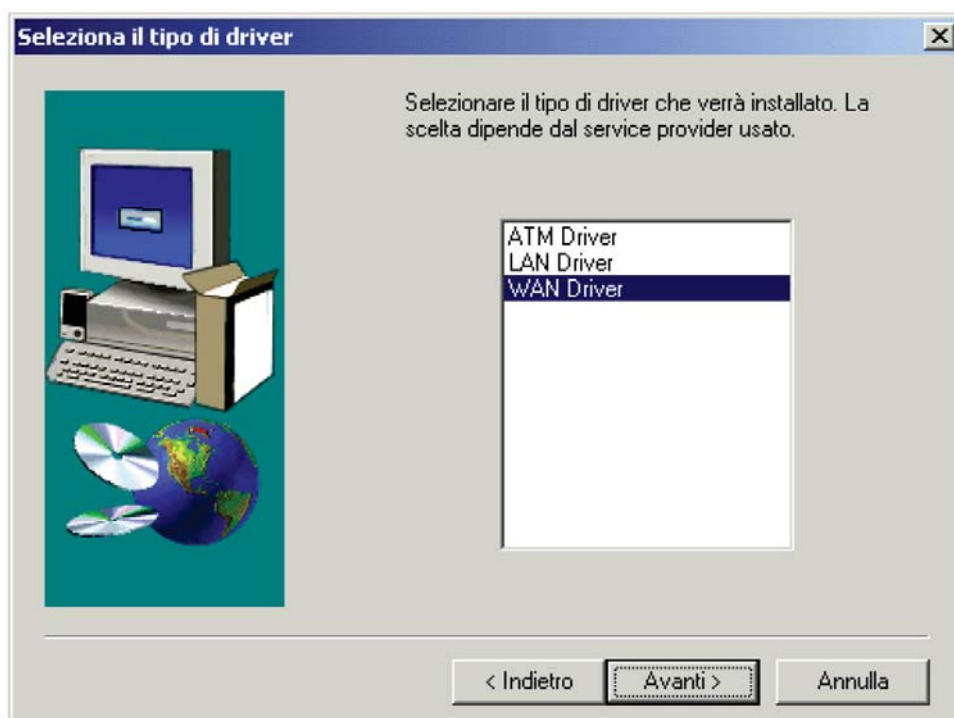 Seleziona il tipo di driver
Selezionare il tipo di driver che verrà installato. La
scelta dipende dal service provider usato.
ATM Driver
LAN Driver
WAN Driver
< Indietro
Avanti >
Annulla